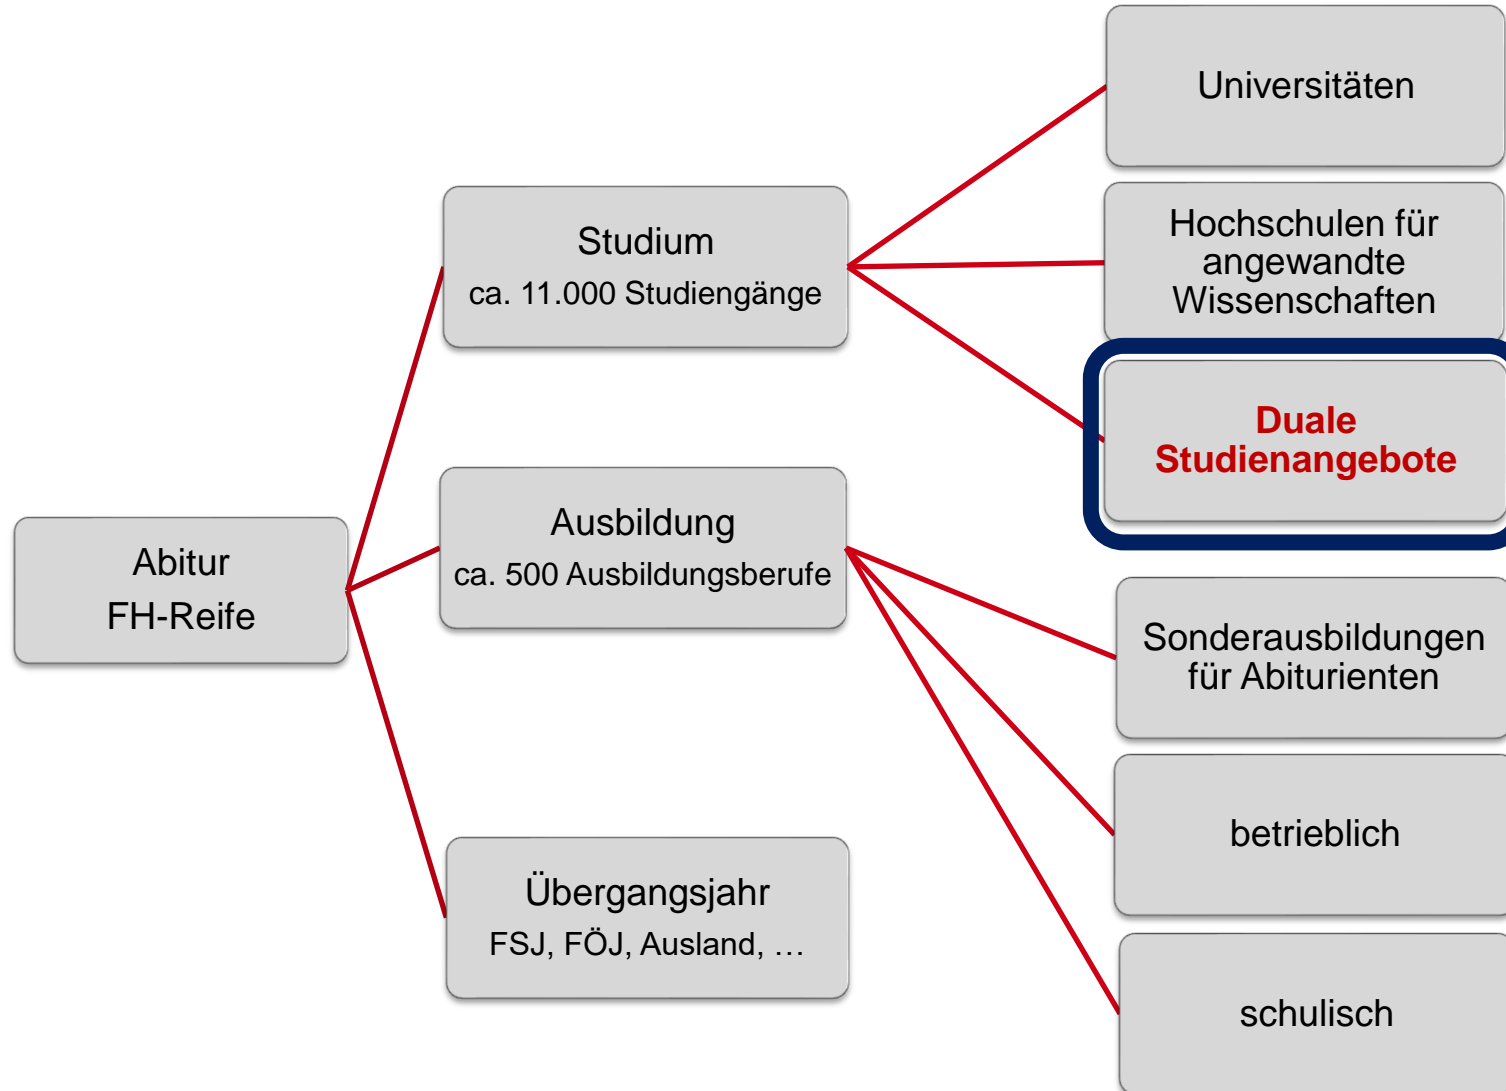 Abitur
FH-Reife
Studium
ca. 11.000 Studiengänge
Ausbildung
ca. 500 Ausbildungsberufe
Übergangsjahr
FSJ, FÖJ, Ausland, …
Universitäten
Hochschulen für
angewandte
Wissenschaften
Duale
Studienangebote
Sonderausbildungen
für Abiturienten
betrieblich
schulisch